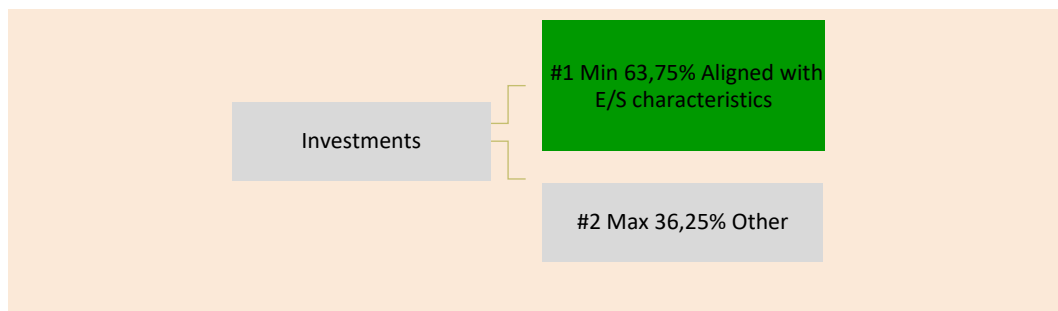 Investments
#1 Min 63,75% Aligned with
E/S characteristics
#2 Max 36,25% Other